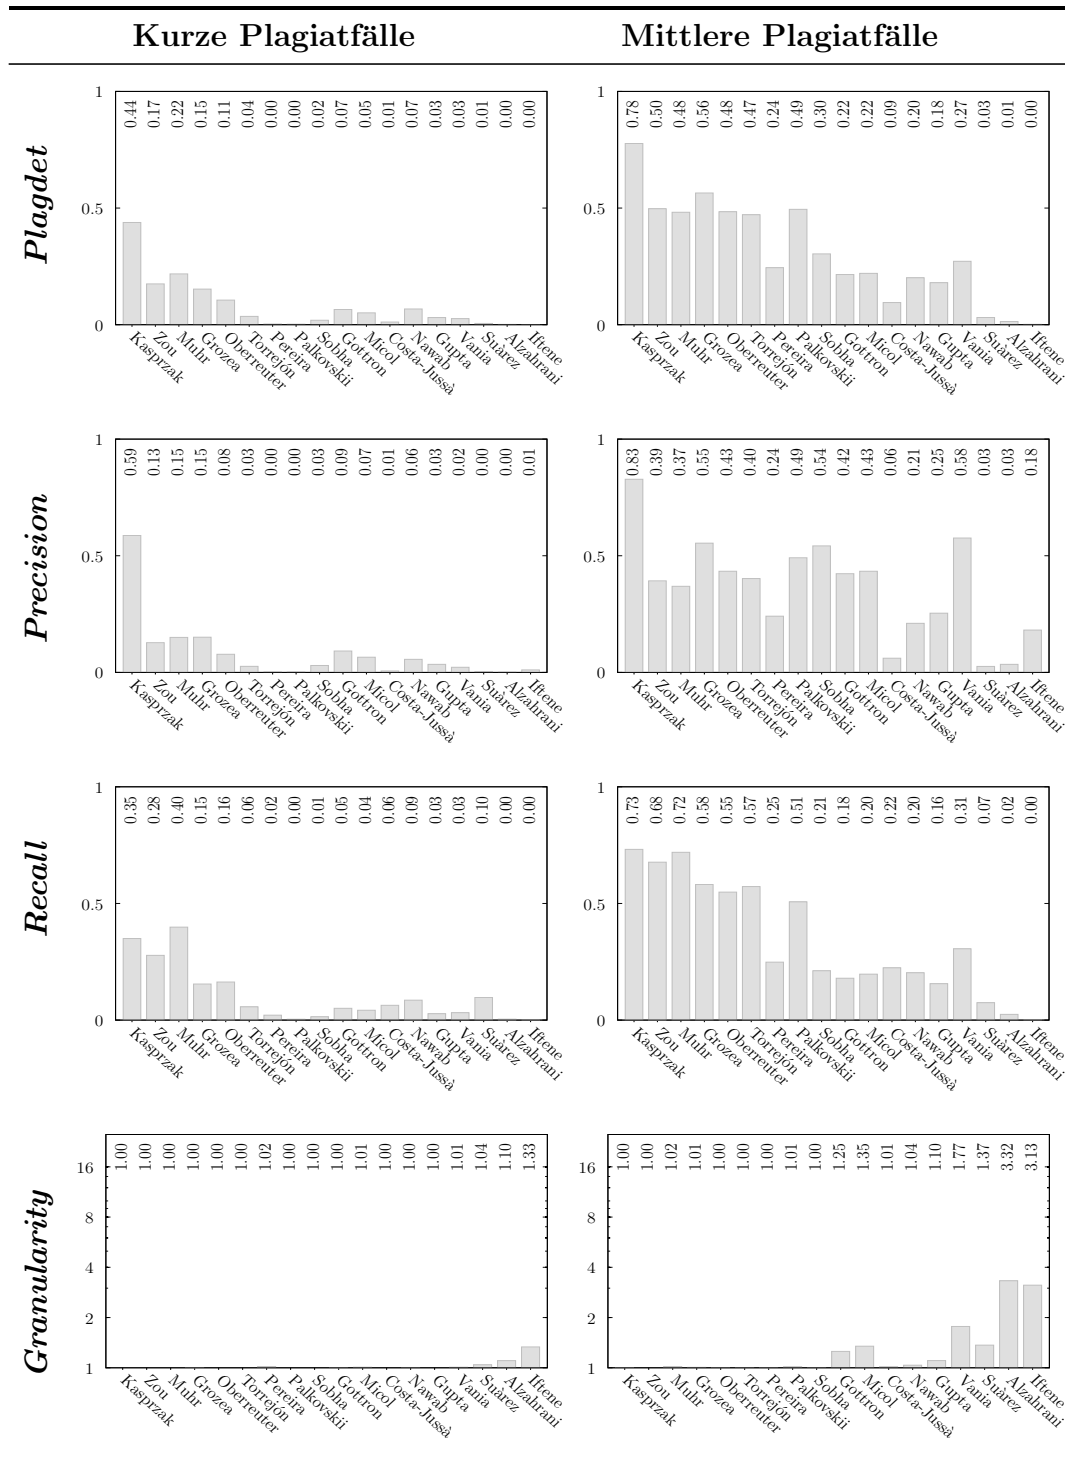 Kurze Plagiatfälle Mittlere Plagiatfälle
Plagdet
1
0.5
0
0.44 0.17 0.22 0.15 0.11 0.04 0.00 0.00 0.02 0.07 0.05 0.01 0.07 0.03 0.03 0.01 0.00 0.00
Kasprzak Zou Muhr Grozea Oberreuter Torrejón Pereira Palkovskii Sobha Gottron Micol Costa-Jussà Nawab Gupta Vania Suàrez Alzahrani Iftene
1
0.5
0
0.78 0.50 0.48 0.56 0.48 0.47 0.24 0.49 0.30 0.22 0.22 0.09 0.20 0.18 0.27 0.03 0.01 0.00
Kasprzak Zou Muhr Grozea Oberreuter Torrejón Pereira Palkovskii Sobha Gottron Micol Costa-Jussà Nawab Gupta Vania Suàrez Alzahrani Iftene
Precision
1
0.5
0
0.59 0.13 0.15 0.15 0.08 0.03 0.00 0.00 0.03 0.09 0.07 0.01 0.06 0.03 0.02 0.00 0.00 0.01
Kasprzak Zou Muhr Grozea Oberreuter Torrejón Pereira Palkovskii Sobha Gottron Micol Costa-Jussà Nawab Gupta Vania Suàrez Alzahrani Iftene
1
0.5
0
0.83 0.39 0.37 0.55 0.43 0.40 0.24 0.49 0.54 0.42 0.43 0.06 0.21 0.25 0.58 0.03 0.03 0.18
Kasprzak Zou Muhr Grozea Oberreuter Torrejón Pereira Palkovskii Sobha Gottron Micol Costa-Jussà Nawab Gupta Vania Suàrez Alzahrani Iftene
Recall
1
0.5
0
0.35 0.28 0.40 0.15 0.16 0.06 0.02 0.00 0.01 0.05 0.04 0.06 0.09 0.03 0.03 0.10 0.00 0.00
Kasprzak Zou Muhr Grozea Oberreuter Torrejón Pereira Palkovskii Sobha Gottron Micol Costa-Jussà Nawab Gupta Vania Suàrez Alzahrani Iftene
1
0.5
0
0.73 0.68 0.72 0.58 0.55 0.57 0.25 0.51 0.21 0.18 0.20 0.22 0.20 0.16 0.31 0.07 0.02 0.00
Kasprzak Zou Muhr Grozea Oberreuter Torrejón Pereira Palkovskii Sobha Gottron Micol Costa-Jussà Nawab Gupta Vania Suàrez Alzahrani Iftene
Granularity
16
8
4
2
1
1.00 1.00 1.00 1.00 1.00 1.00 1.02 1.00 1.00 1.00 1.01 1.00 1.00 1.00 1.01 1.04 1.10 1.33
Kasprzak Zou Muhr Grozea Oberreuter Torrejón Pereira Palkovskii Sobha Gottron Micol Costa-Jussà Nawab Gupta Vania Suàrez Alzahrani Iftene
16
8
4
2
1
1.00 1.00 1.02 1.01 1.00 1.00 1.00 1.01 1.00 1.25 1.35 1.01 1.04 1.10 1.77 1.37 3.32 3.13
Kasprzak Zou Muhr Grozea Oberreuter Torrejón Pereira Palkovskii Sobha Gottron Micol Costa-Jussà Nawab Gupta Vania Suàrez Alzahrani Iftene